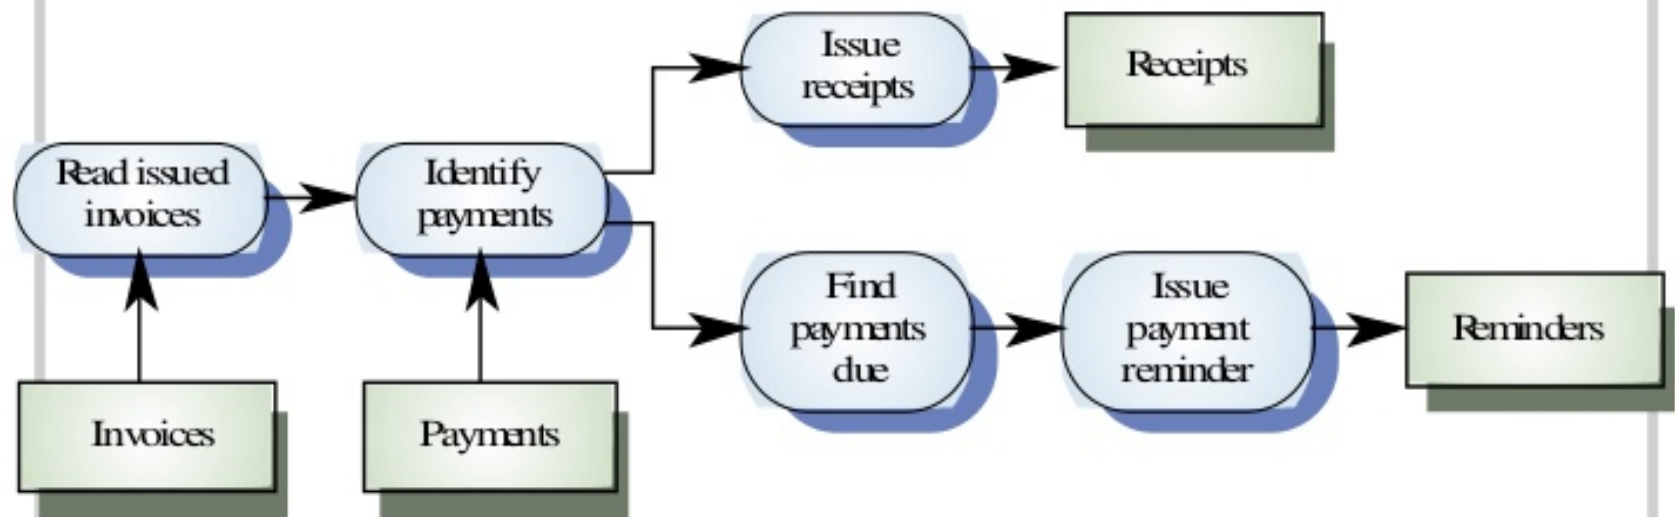 Issue
receipts
Receipts
Read issued
invoices
Identify
payments
Find
payments
due
Issue
payment
reminder
Reminders
Invoices
Payments